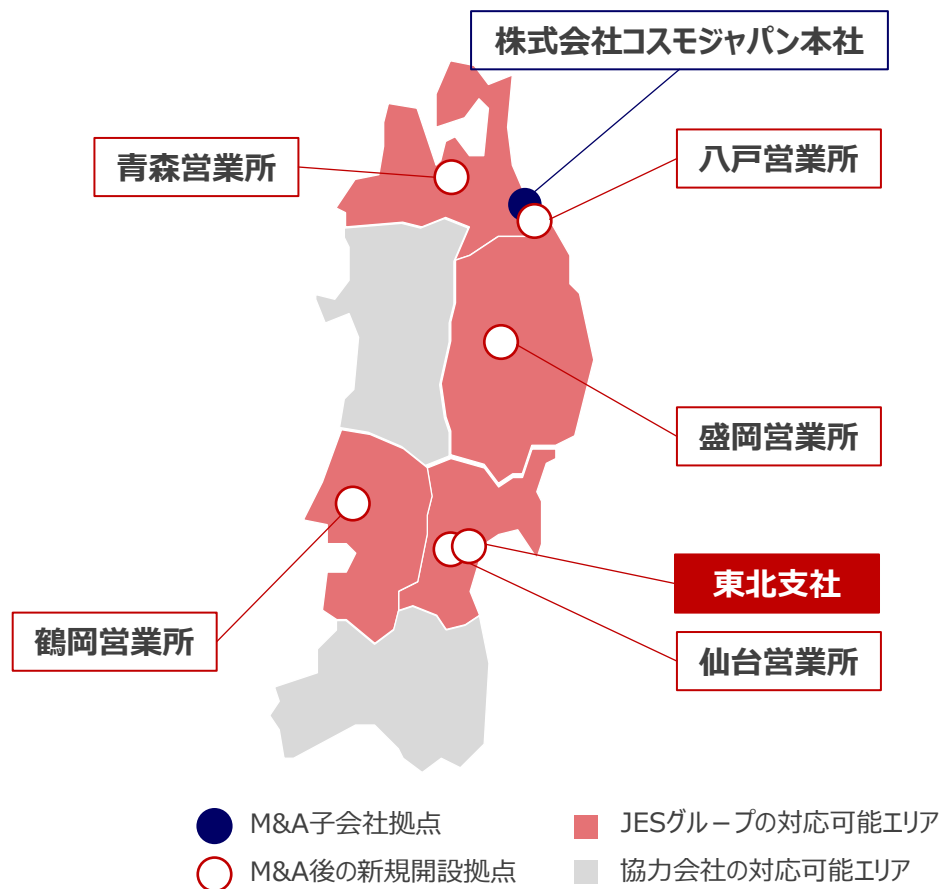 株式会社コスモジャパン本社
青森営業所
八戸営業所
盛岡営業所
東北支社
鶴岡営業所
仙台営業所
M&A子会社拠点
JESグループの対応可能エリア
M&A後の新規開設拠点
協力会社の対応可能エリア